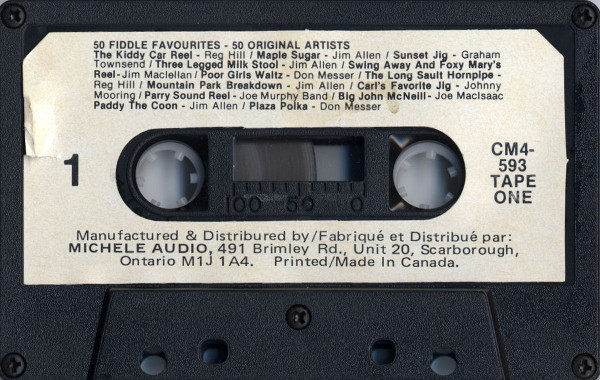 50 FIDDLE FAVOURITES - 50 ORIGINAL ARTISTS
The Kiddy Car Reel - Reg Hill / Maple Sugar - Jim Allen / Sunset Jig - Graham
Townsend / Three Legged Milk Stool - Jim Allen / Swing Away And Foxy Mary's
Reel-Jim Maclellan / Poor Girls Waltz - Don Messer / The Long Sault Hornpipe -
Reg Hill / Mountain Park Breakdown - Jim Allen / Carl's Favorite Jig - Johnny
Mooring / Parry Sound Reel - Joe Murphy Band / Big John McNeill - Joe MacIsaac
Paddy The Coon - Jim Allen / Plaza Polka - Don Messer
1
100 50 0
CM4-
593
TAPE
ONE
Manufactured & Distributed by/Fabriqué et Distribué par:
MICHELE AUDIO, 491 Brimley Rd., Unit 20, Scarborough,
Ontario M1J 1A4. Printed/Made In Canada.